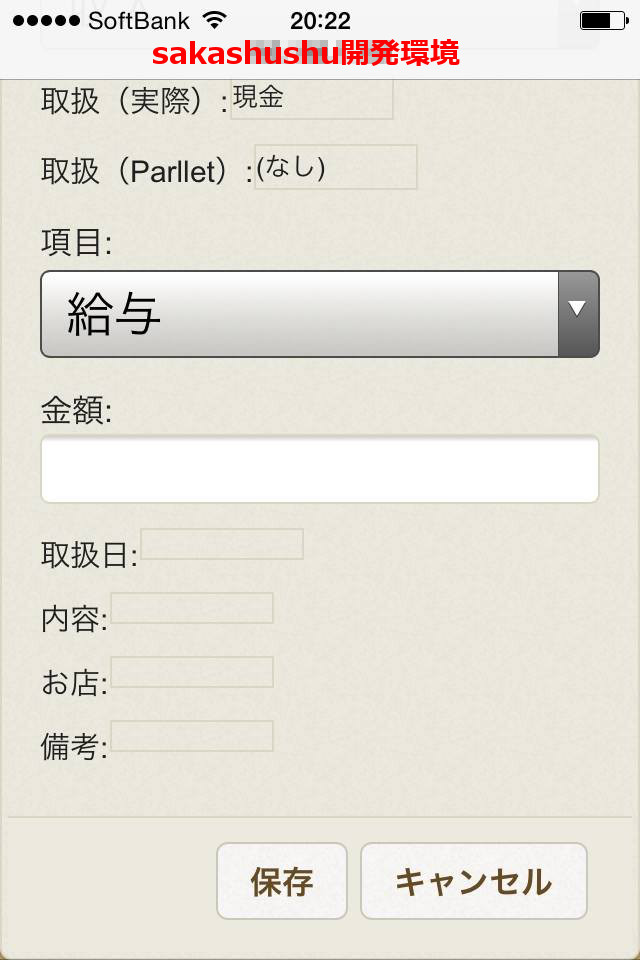 SoftBank 20:22
sakashushu開発環境
取扱（実際）:現金
取扱（Parllet）:(なし)
項目:
給与
金額:
取扱日:
内容:
お店:
備考:
保存 キャンセル